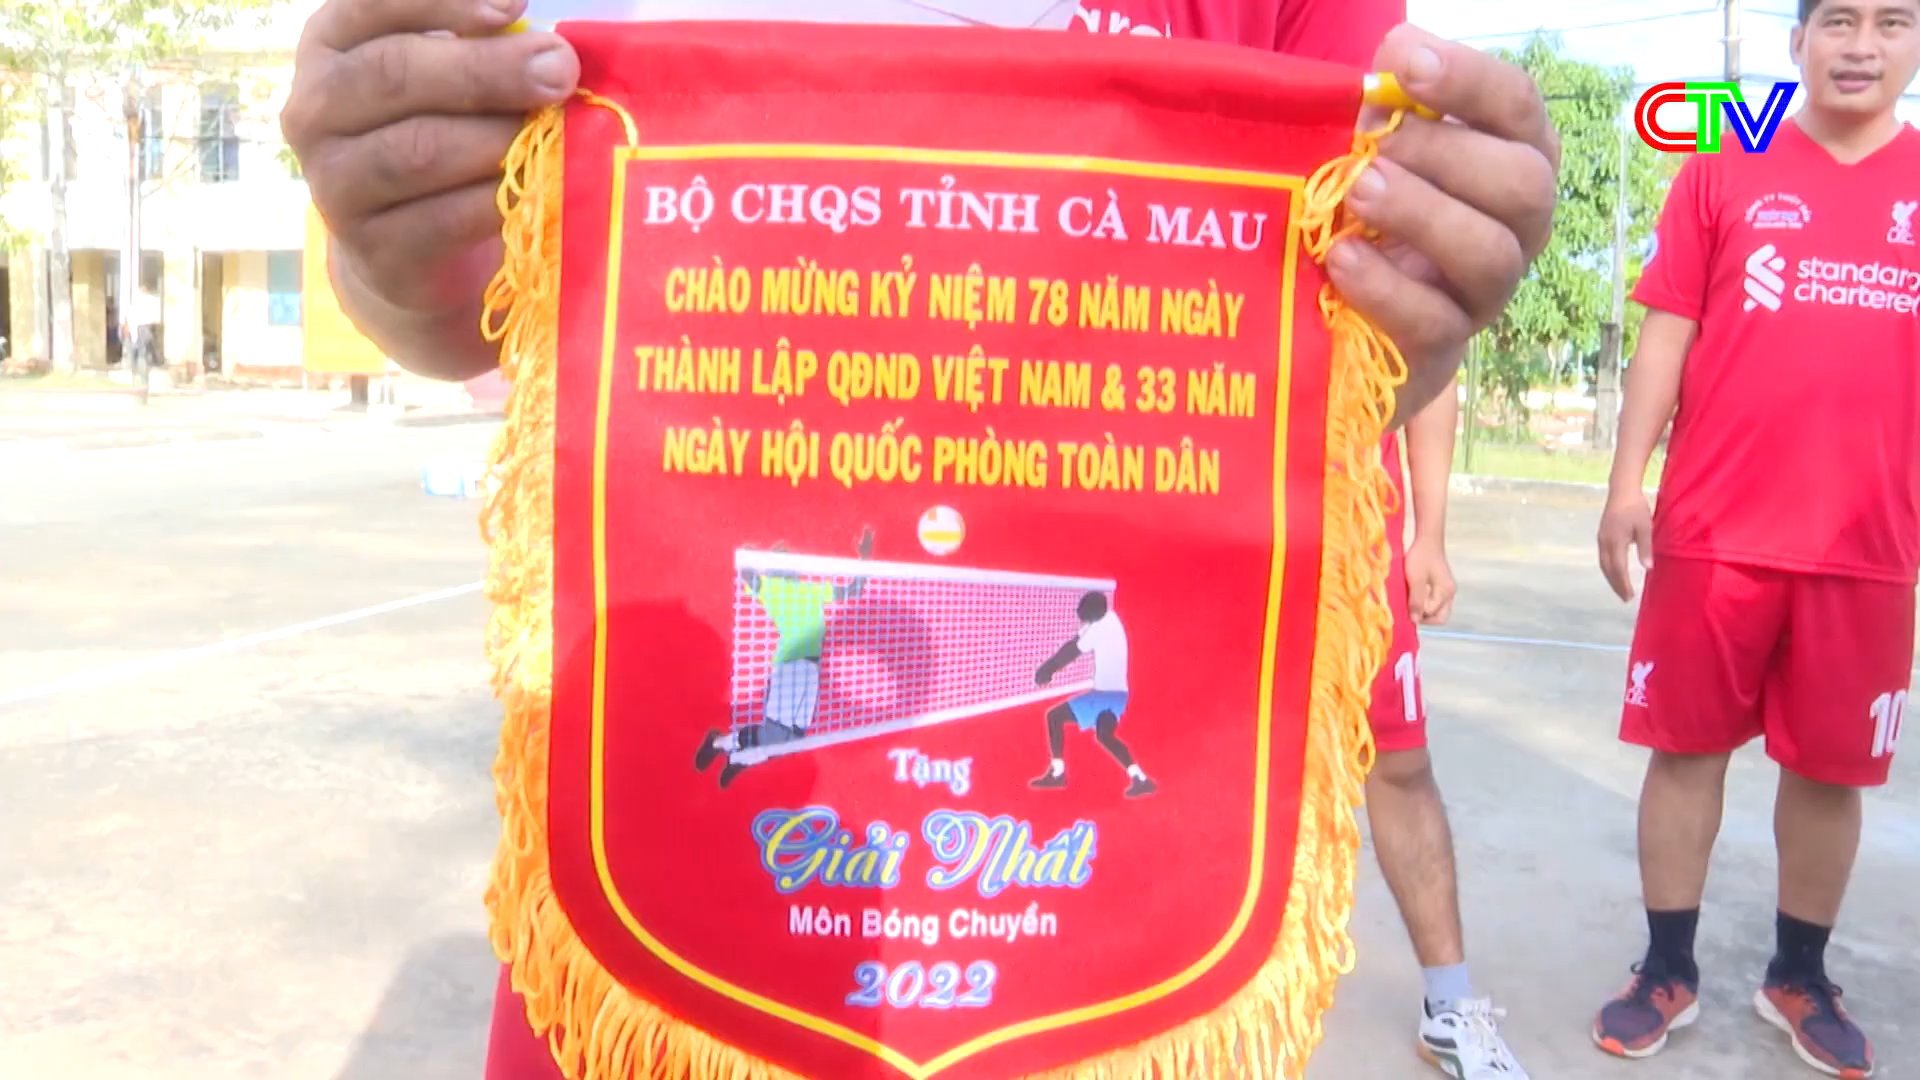 BỘ CHQS TỈNH CÀ MAU
CHÀO MỪNG KỶ NIỆM 78 NĂM NGÀY
THÀNH LẬP QĐND VIỆT NAM & 33 NĂM
NGÀY HỘI QUỐC PHÒNG TOÀN DÂN
Tặng
Giải Nhất
Môn Bóng Chuyển
2022
CTV
standard
chartered
11
10